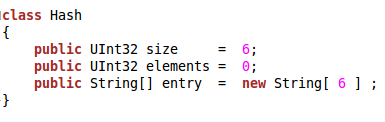 class Hash
{
    public UInt32 size     =  6;
    public UInt32 elements =  0;
    public String[] entry  =  new String[ 6 ] ;
}